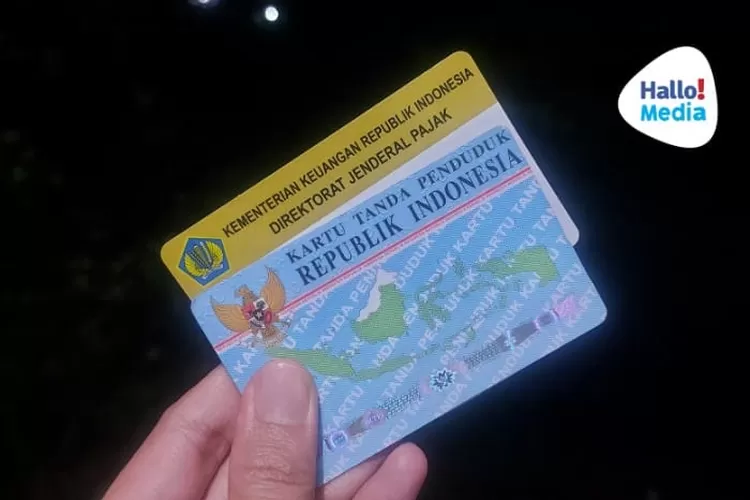 Hallo!
Media
KEMENTERIAN KEUANGAN REPUBLIK INDONESIA
DIREKTORAT JENDERAL PAJAK
KARTU TANDA PENDUDUK
REPUBLIK INDONESIA